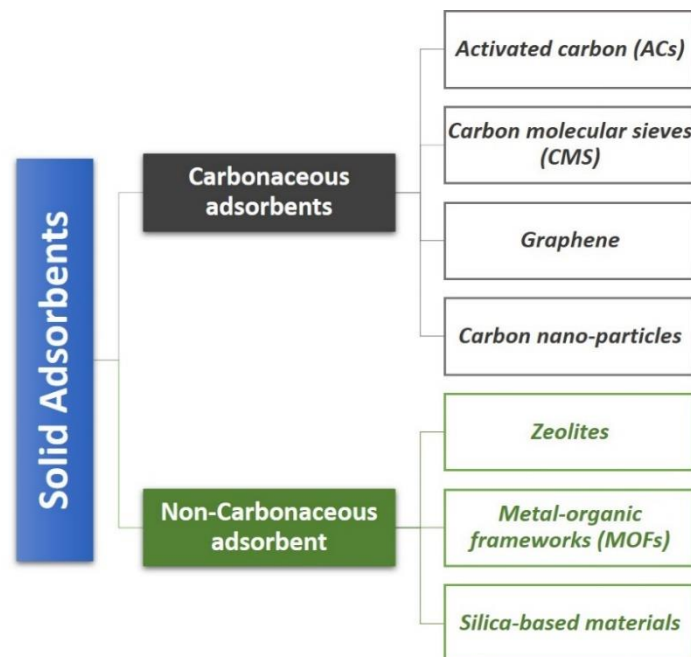 Solid Adsorbents
Carbonaceous
adsorbents
Activated carbon (ACs)
Carbon molecular sieves
(CMS)
Graphene
Carbon nano-particles
Non-Carbonaceous
adsorbent
Zeolites
Metal-organic
frameworks (MOFs)
Silica-based materials